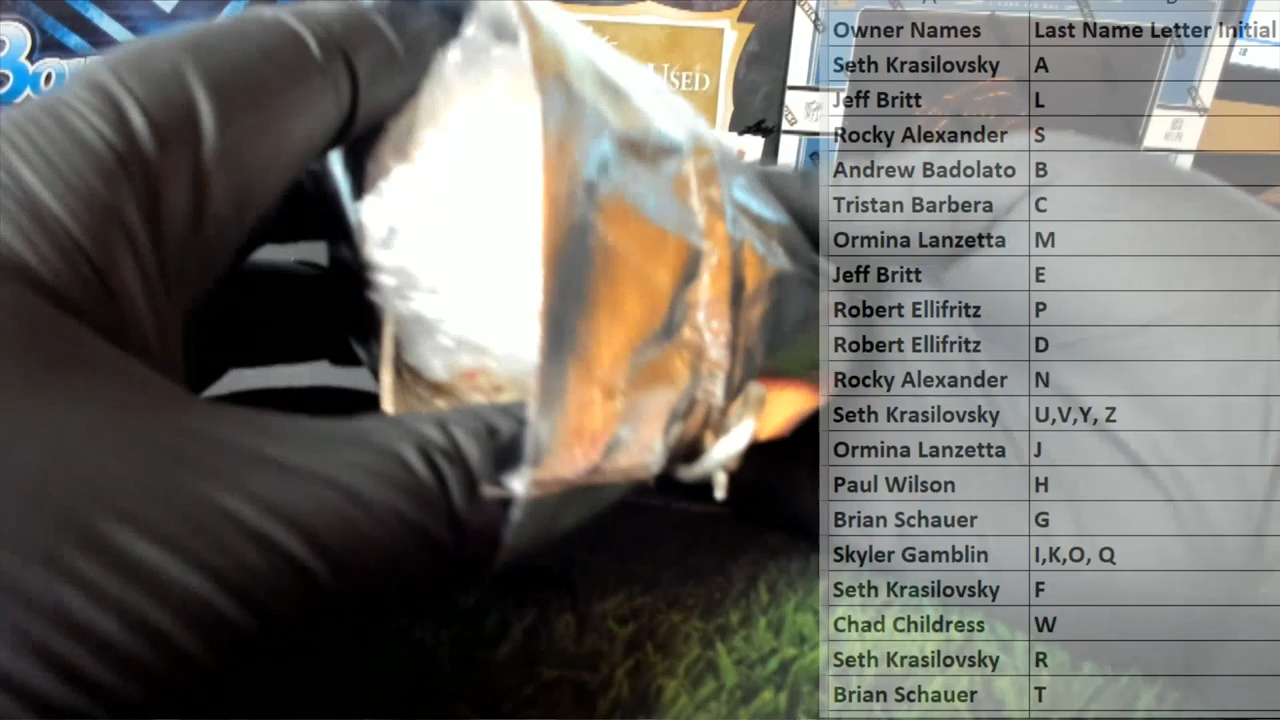 Bo
USED
Owner Names Last Name Letter Initial
Seth Krasilovsky A
Jeff Britt L
Rocky Alexander S
Andrew Badolato B
Tristan Barbera C
Ormina Lanzetta M
Jeff Britt E
Robert Ellifritz P
Robert Ellifritz D
Rocky Alexander N
Seth Krasilovsky U,V,Y, Z
Ormina Lanzetta J
Paul Wilson H
Brian Schauer G
Skyler Gamblin I,K,O, Q
Seth Krasilovsky F
Chad Childress W
Seth Krasilovsky R
Brian Schauer T